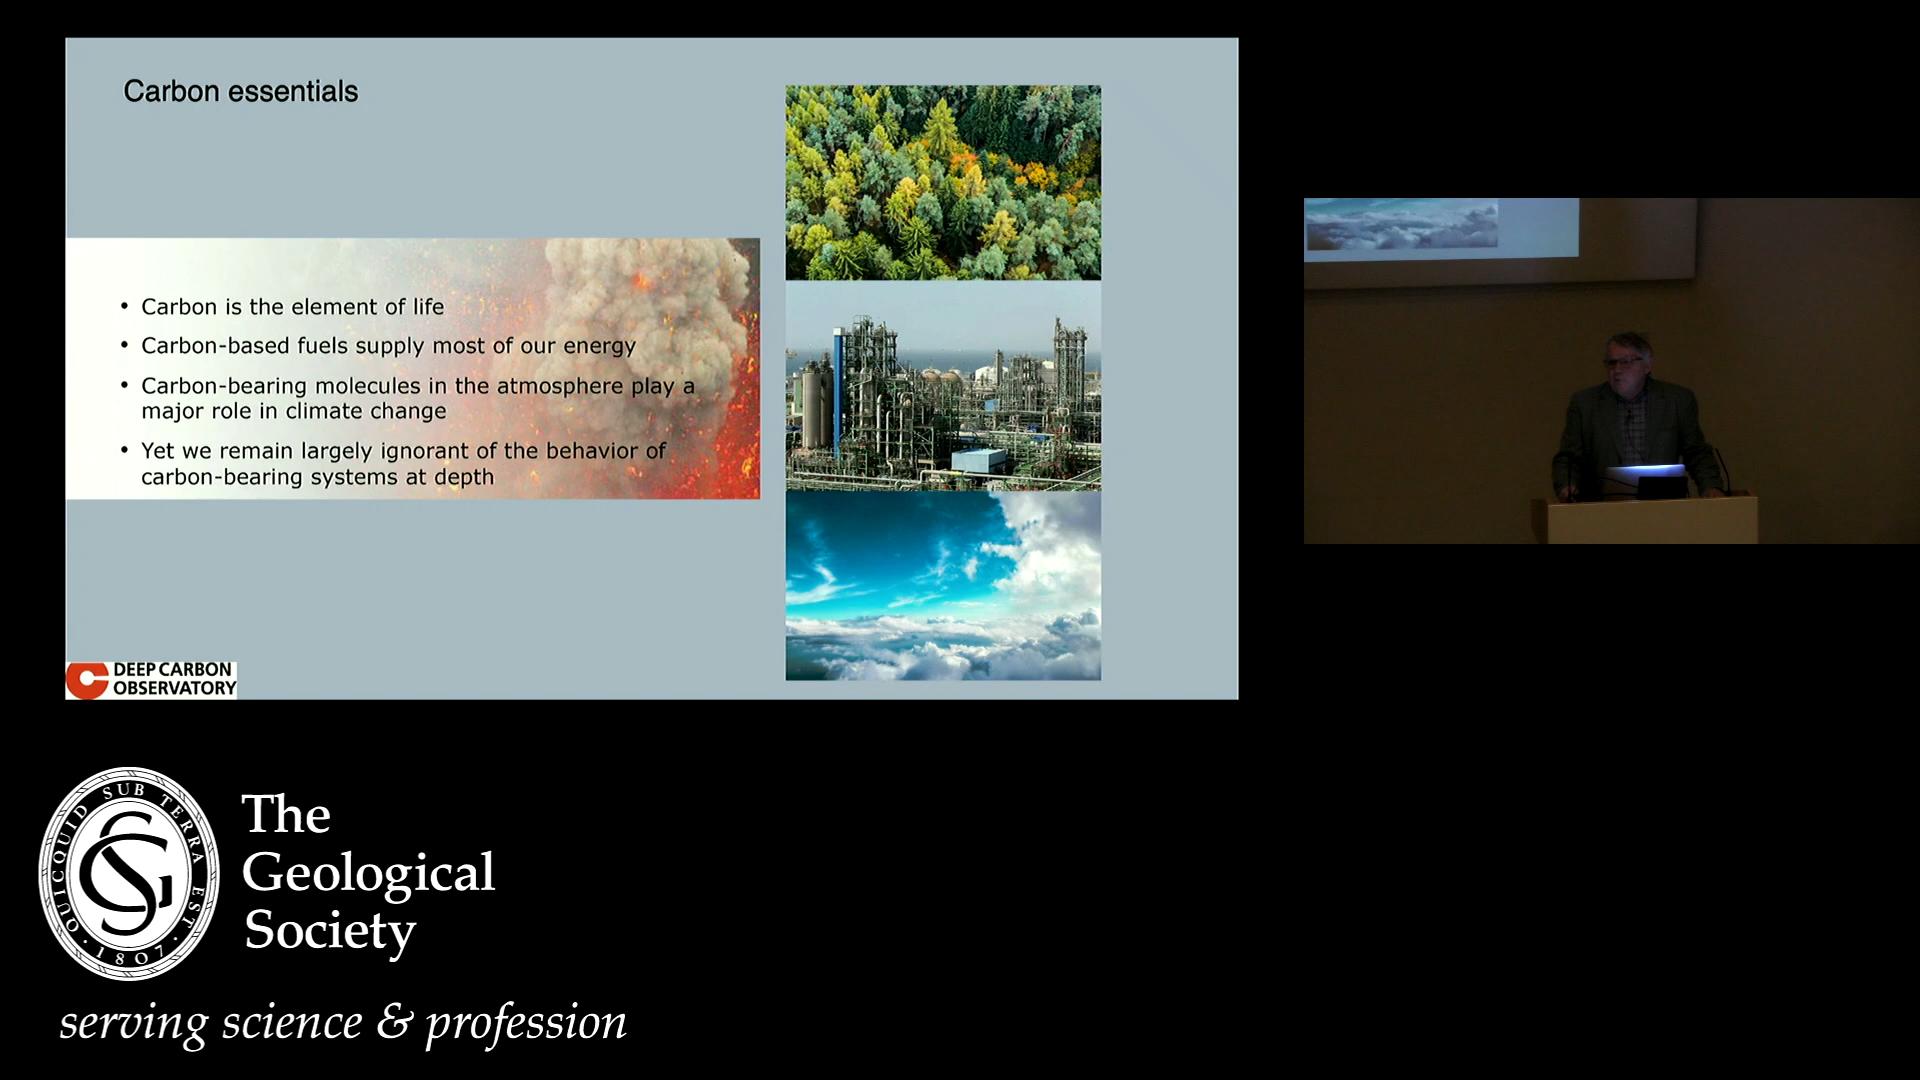 Carbon essentials
• Carbon is the element of life
• Carbon-based fuels supply most of our energy
• Carbon-bearing molecules in the atmosphere play a
major role in climate change
• Yet we remain largely ignorant of the behavior of
carbon-bearing systems at depth
DEEP CARBON
OBSERVATORY
QUICQUID SUB TERRA EST
· 1807 ·
The
Geological
Society
serving science & profession